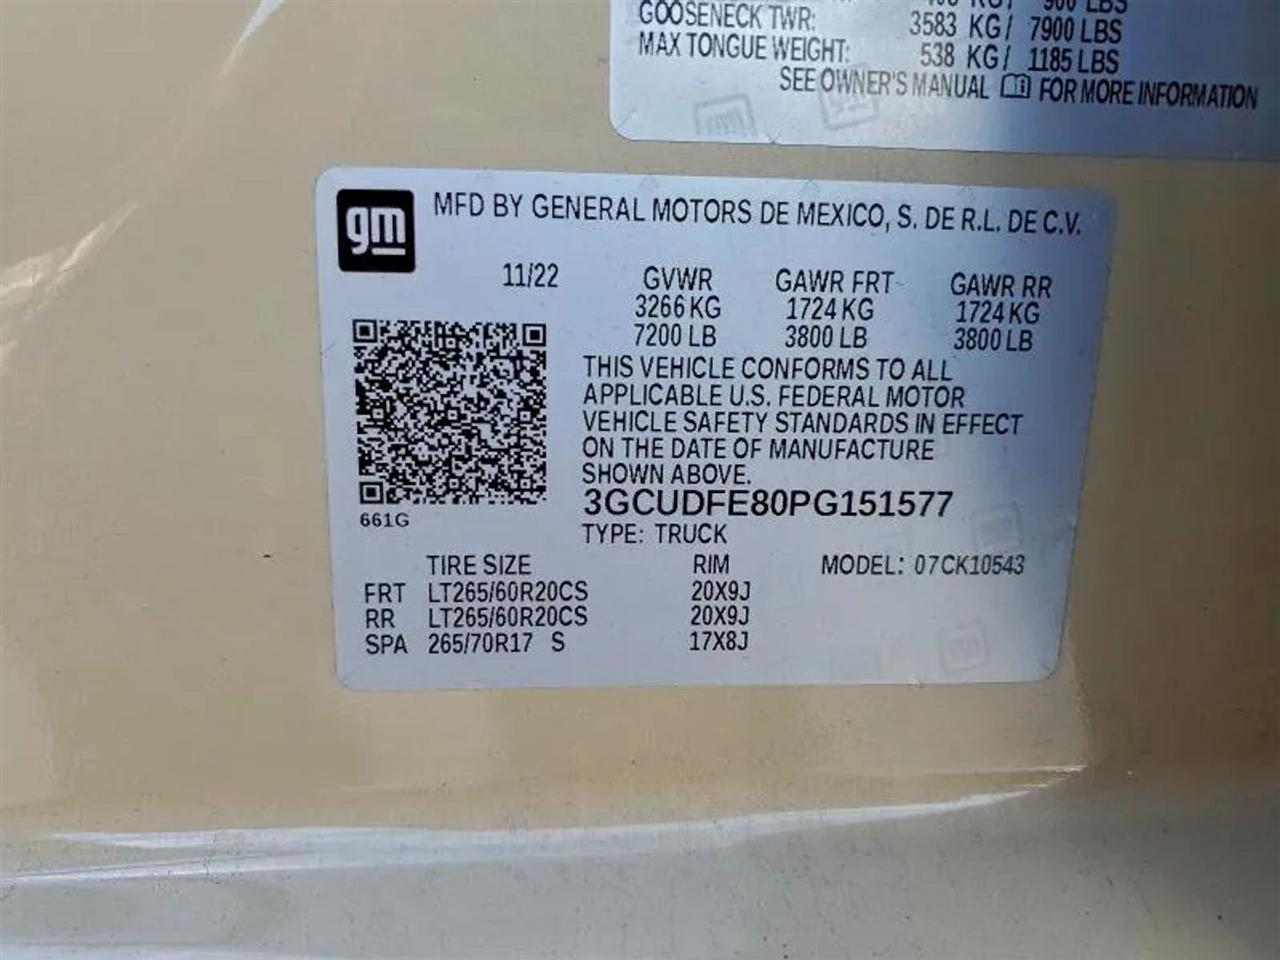 KG/ 900 LBS
GOOSENECK TWR: 3583 KG/ 7900 LBS
MAX TONGUE WEIGHT: 538 KG/ 1185 LBS
SEE OWNER'S MANUAL FOR MORE INFORMATION
gm MFD BY GENERAL MOTORS DE MEXICO, S. DE R.L. DE C.V.
11/22 GVWR GAWR FRT GAWR RR
3266 KG 1724 KG 1724 KG
7200 LB 3800 LB 3800 LB
THIS VEHICLE CONFORMS TO ALL
APPLICABLE U.S. FEDERAL MOTOR
VEHICLE SAFETY STANDARDS IN EFFECT
ON THE DATE OF MANUFACTURE
SHOWN ABOVE.
3GCUDFE80PG151577
661G
TYPE: TRUCK
TIRE SIZE RIM MODEL: 07CK10543
FRT LT265/60R20CS 20X9J
RR LT265/60R20CS 20X9J
SPA 265/70R17 S 17X8J